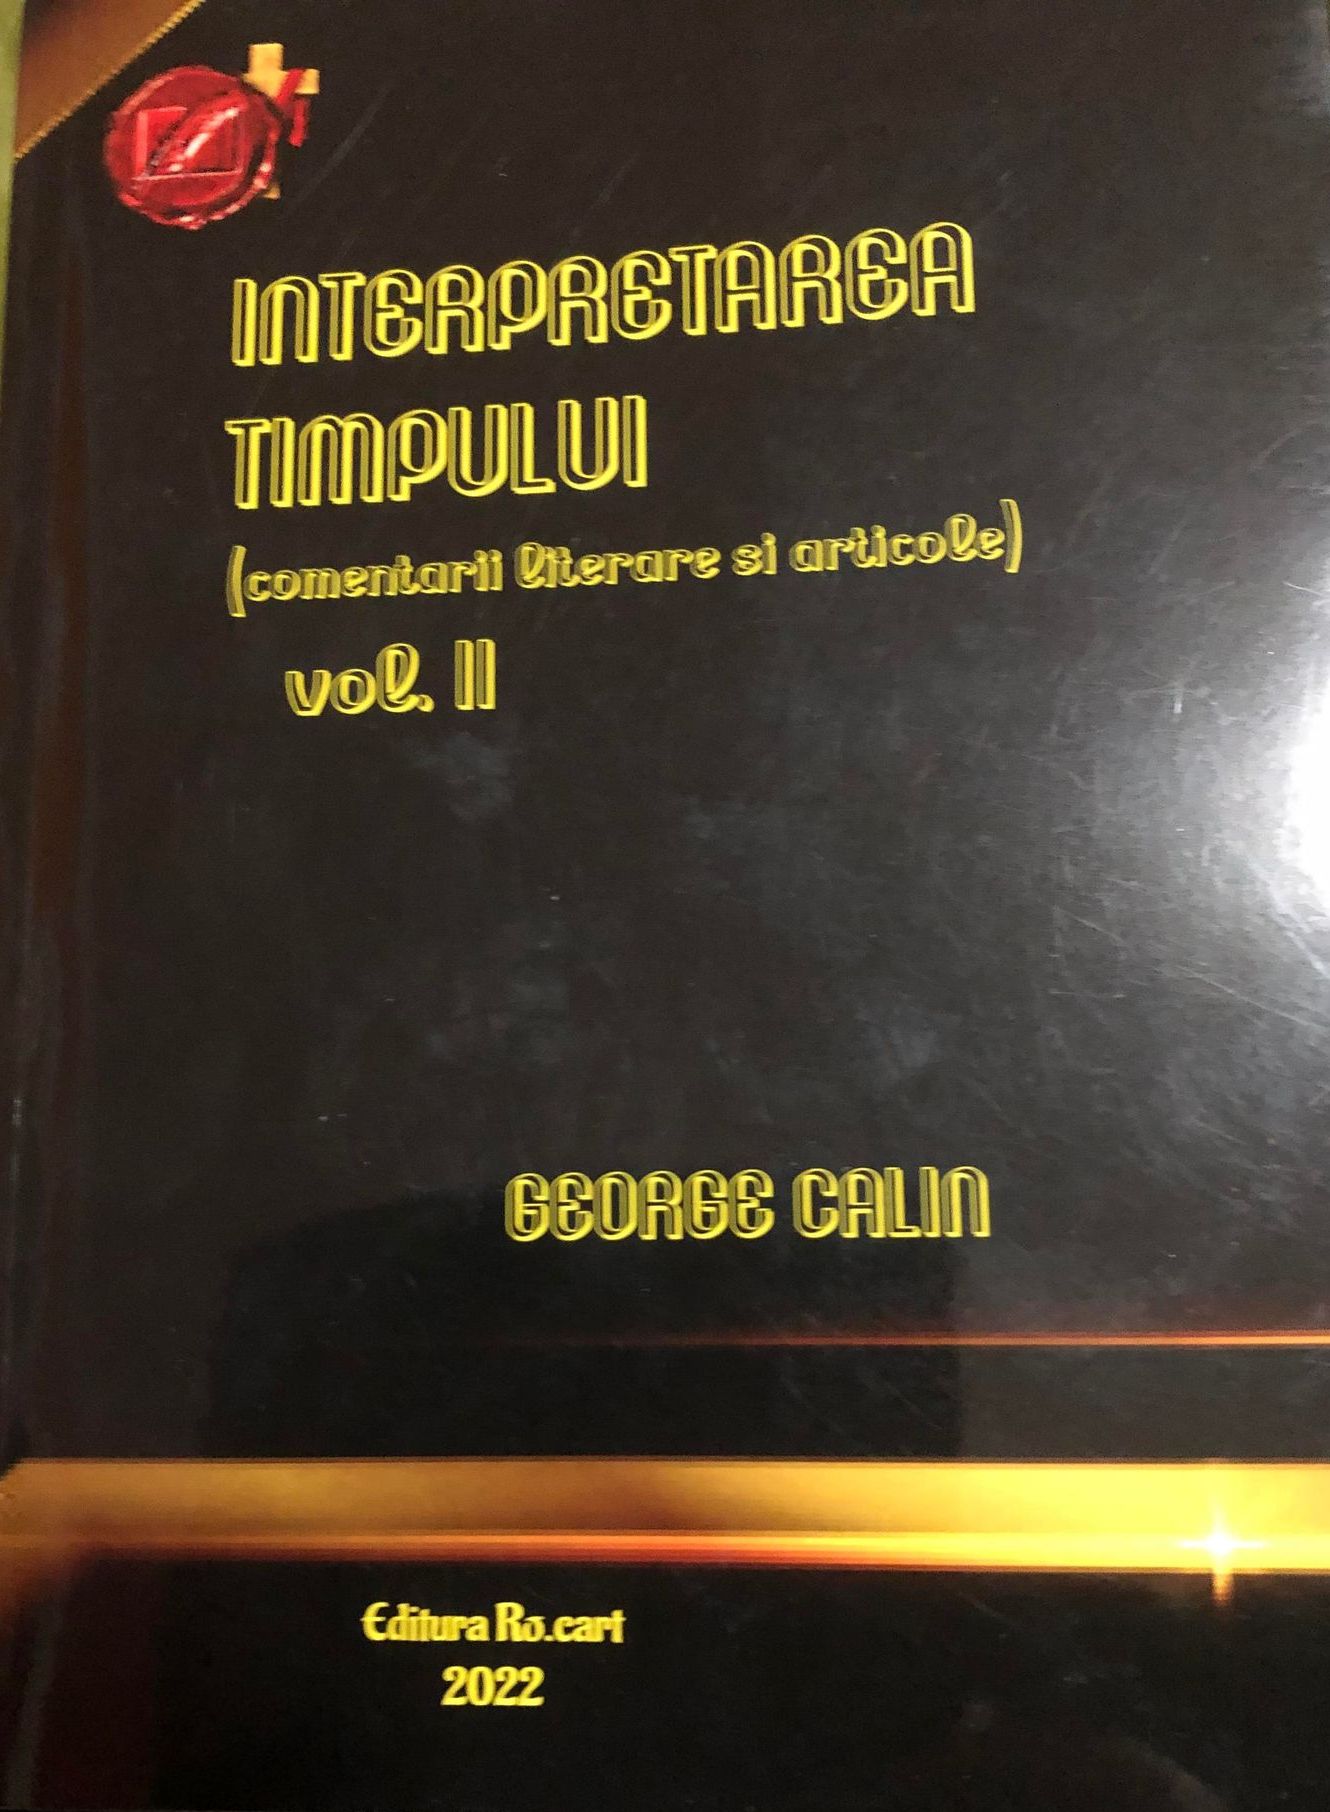 INTERPRETAREA
TIMPULUI
(comentarii literare si articole)
vol. II
GEORGE CALIN
Editura Ro.cart
2022